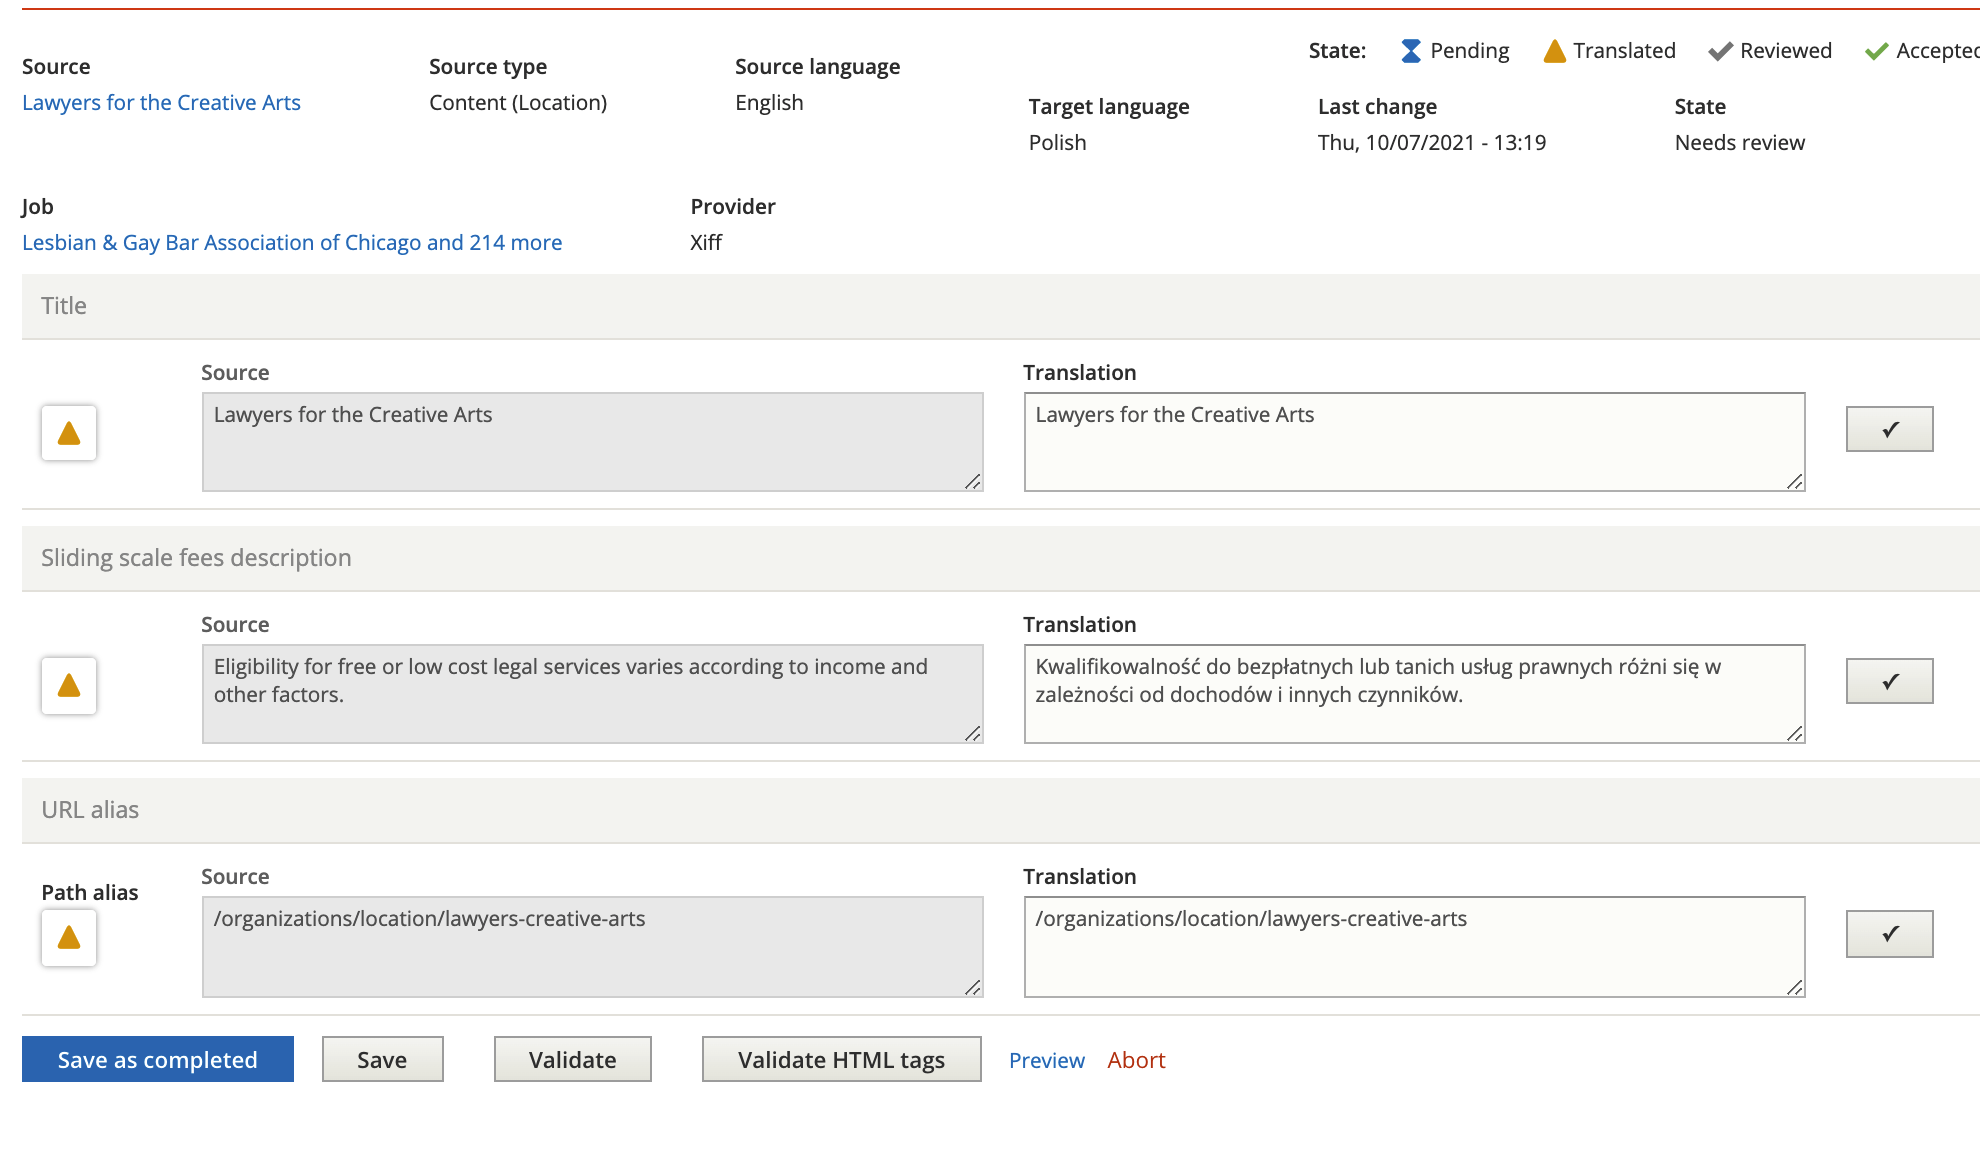 State: Pending Translated Reviewed Accepted
Source Source type Source language
Lawyers for the Creative Arts Content (Location) English
Target language Last change State
Polish Thu, 10/07/2021 - 13:19 Needs review
Job Provider
Lesbian & Gay Bar Association of Chicago and 214 more Xiff
Title
Source Translation
Lawyers for the Creative Arts Lawyers for the Creative Arts
Sliding scale fees description
Source Translation
Eligibility for free or low cost legal services varies according to income and
other factors.
Kwalifikowalność do bezpłatnych lub tanich usług prawnych różni się w
zależności od dochodów i innych czynników.
URL alias
Path alias
Source Translation
/organizations/location/lawyers-creative-arts /organizations/location/lawyers-creative-arts
Save as completed Save Validate Validate HTML tags Preview Abort